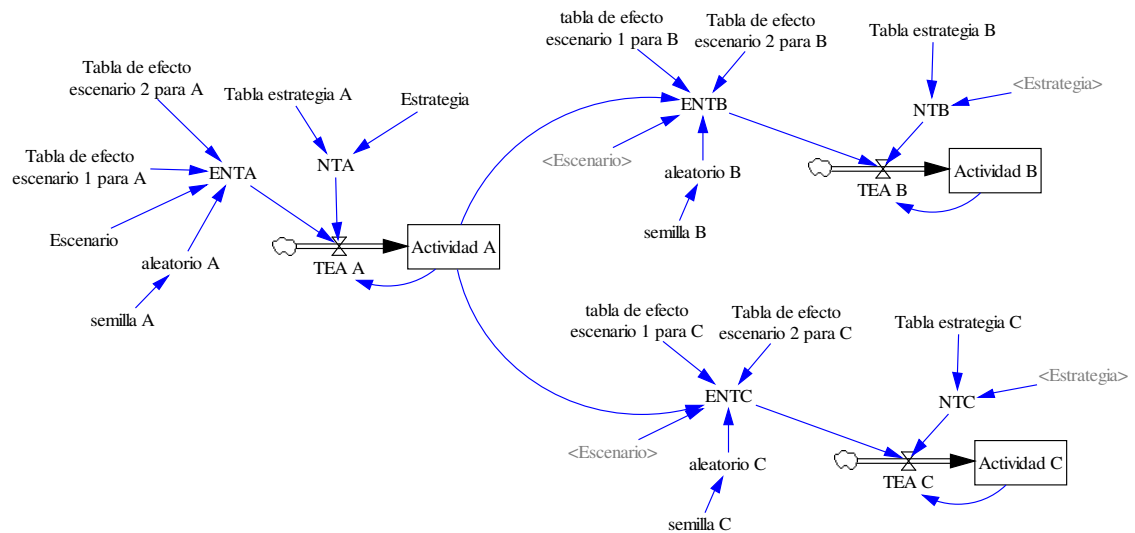 tabla de efecto
escenario 1 para B
Tabla de efecto
escenario 2 para B
Tabla estrategia B
<Estrategia>
ENTB
NTB
<Escenario>
aleatorio B
semilla B
TEA B
Actividad B
Tabla de efecto
escenario 2 para A
Tabla estrategia A
Estrategia
Tabla de efecto
escenario 1 para A
ENTA
NTA
Escenario
aleatorio A
semilla A
TEA A
Actividad A
tabla de efecto
escenario 1 para C
Tabla de efecto
escenario 2 para C
Tabla estrategia C
<Estrategia>
ENTC
NTC
<Escenario>
aleatorio C
semilla C
TEA C
Actividad C